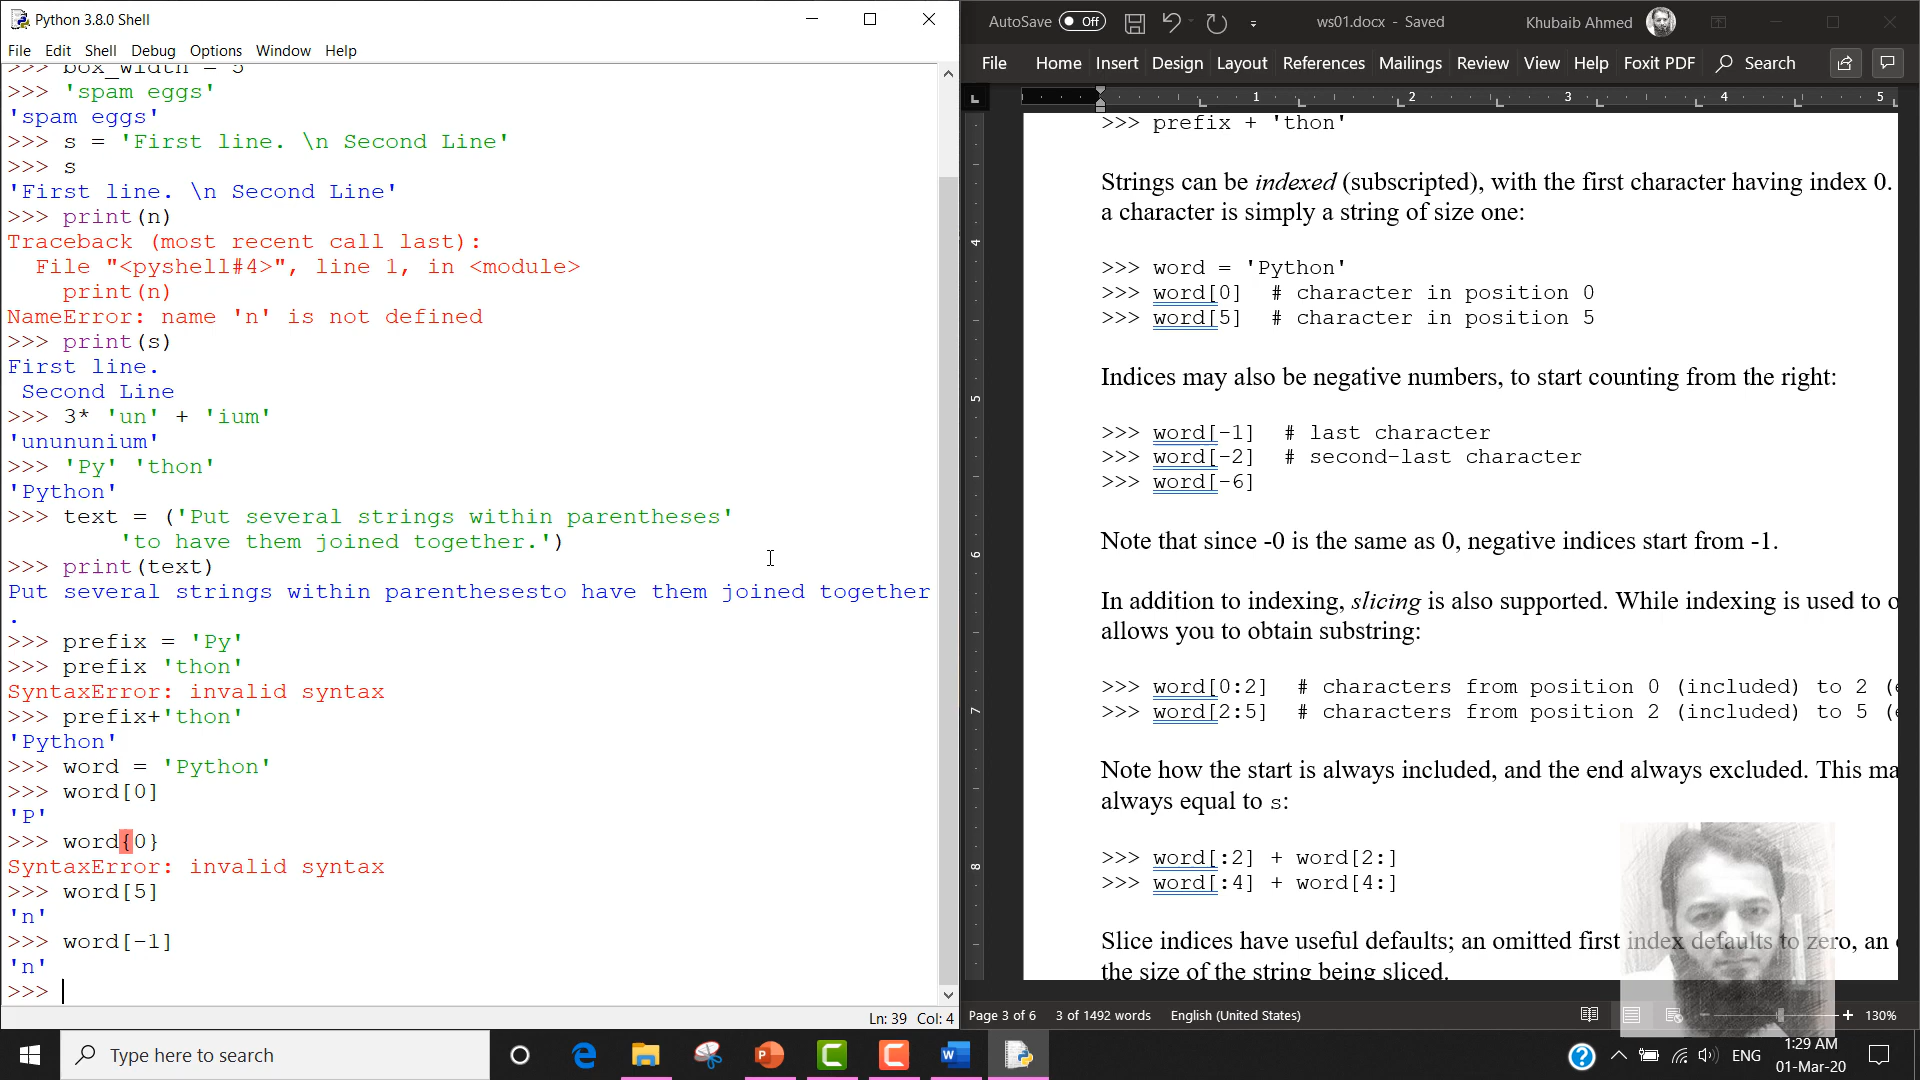 Python 3.8.0 Shell
File Edit Shell Debug Options Window Help
>>> box_width = 5
>>> 'spam eggs'
'spam eggs'
>>> s = 'First line. \n Second Line'
>>> s
'First line. \n Second Line'
>>> print(n)
Traceback (most recent call last):
  File "<pyshell#4>", line 1, in <module>
    print(n)
NameError: name 'n' is not defined
>>> print(s)
First line.
 Second Line
>>> 3* 'un' + 'ium'
'unununium'
>>> 'Py' 'thon'
'Python'
>>> text = ('Put several strings within parentheses'
        'to have them joined together.')
>>> print(text)
Put several strings within parenthesesto have them joined together
.
>>> prefix = 'Py'
>>> prefix 'thon'
SyntaxError: invalid syntax
>>> prefix+'thon'
'Python'
>>> word = 'Python'
>>> word[0]
'P'
>>> word{0}
SyntaxError: invalid syntax
>>> word[5]
'n'
>>> word[-1]
'n'
>>>
Ln: 39 Col: 4
AutoSave Off ws01.docx - Saved Khubaib Ahmed
File Home Insert Design Layout References Mailings Review View Help Foxit PDF Search
L 1 2 3 4 5
>>> prefix + 'thon'
Strings can be indexed (subscripted), with the first character having index 0.
a character is simply a string of size one:
>>> word = 'Python'
>>> word[0] # character in position 0
>>> word[5] # character in position 5
Indices may also be negative numbers, to start counting from the right:
>>> word[-1] # last character
>>> word[-2] # second-last character
>>> word[-6]
Note that since -0 is the same as 0, negative indices start from -1.
In addition to indexing, slicing is also supported. While indexing is used to
allows you to obtain substring:
>>> word[0:2] # characters from position 0 (included) to 2 (
>>> word[2:5] # characters from position 2 (included) to 5 (
Note how the start is always included, and the end always excluded. This
always equal to s:
>>> word[:2] + word[2:]
>>> word[:4] + word[4:]
Slice indices have useful defaults; an omitted first index defaults to zero, an
the size of the string being sliced.
4
5
6
7
8
Page 3 of 6 3 of 1492 words English (United States) 130%
Type here to search
ENG
1:29 AM
01-Mar-20